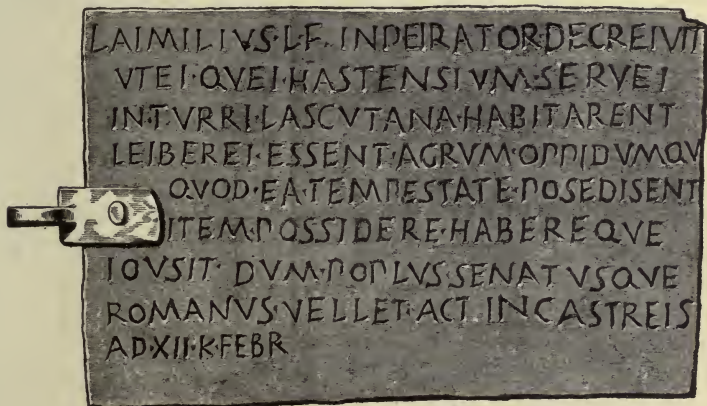 L·AIMILIVS·L·F·INPEIRATOR·DECREIVIT
VTEI·QVEI·HASTENSIVM·SERVEI
IN·TVRRI·LASCVTANA·HABITARENT
LEIBEREI·ESSENT·AGRVM·OPPIDVMQV
QVOD·EA·TEMPESTATE·POSEDISENT
ITEM·POSSIDERE·HABEREQVE
IOVSIT·DVM·POPLVS·SENATVSQVE
ROMANVS·VELLET·ACT·IN CASTREIS
AD·XII·K·FEBR